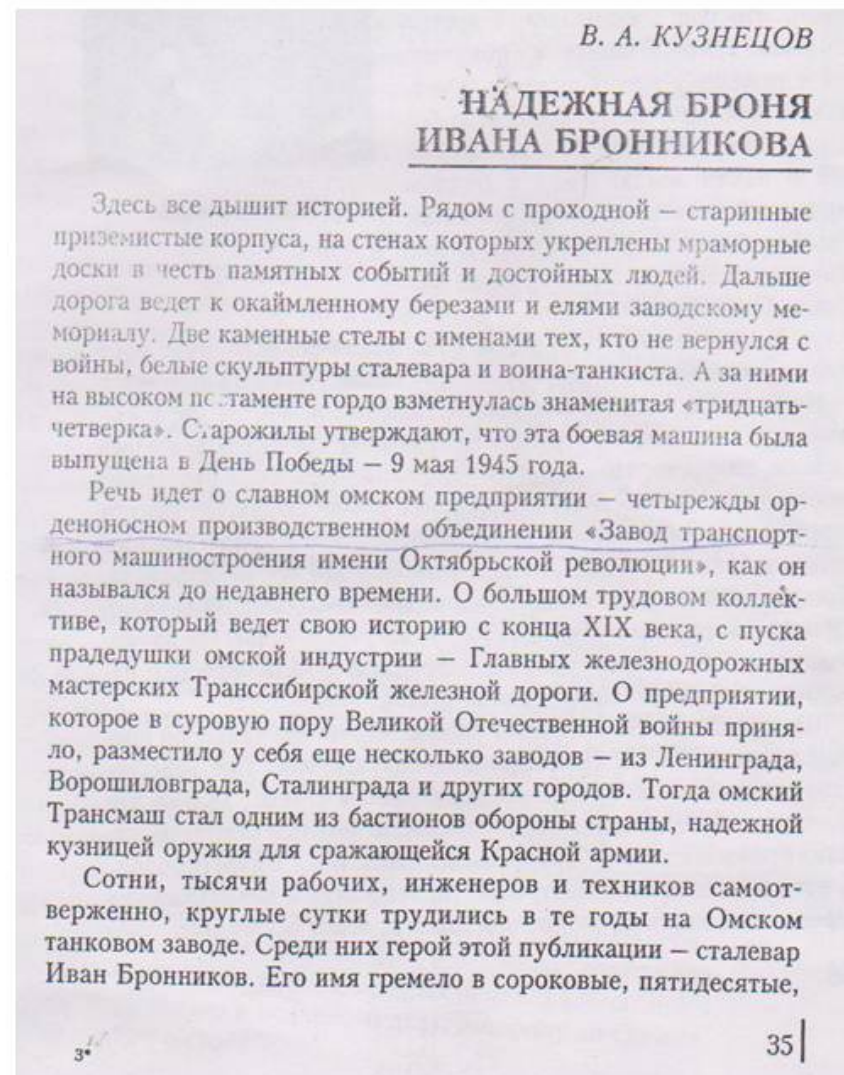 В. А. КУЗНЕЦОВ
НАДЕЖНАЯ БРОНЯ
ИВАНА БРОННИКОВА
Здесь все дышит историей. Рядом с проходной — старинные
приземистые корпуса, на стенах которых укреплены мраморные
доски в честь памятных событий и достойных людей. Дальше
дорога ведет к окаймленному березами и елями заводскому ме-
мориалу. Две каменные стелы с именами тех, кто не вернулся с
войны, белые скульптуры сталевара и воина-танкиста. А за ними
на высоком постаменте гордо взметнулась знаменитая «тридцать-
четверка». Старожилы утверждают, что эта боевая машина была
выпущена в День Победы — 9 мая 1945 года.
Речь идет о славном омском предприятии — четырежды ор-
деноносном производственном объединении «Завод транспорт-
ного машиностроения имени Октябрьской революции», как он
назывался до недавнего времени. О большом трудовом коллек-
тиве, который ведет свою историю с конца XIX века, с пуска
прадедушки омской индустрии — Главных железнодорожных
мастерских Транссибирской железной дороги. О предприятии,
которое в суровую пору Великой Отечественной войны приня-
ло, разместило у себя еще несколько заводов — из Ленинграда,
Ворошиловграда, Сталинграда и других городов. Тогда омский
Трансмаш стал одним из бастионов обороны страны, надежной
кузницей оружия для сражающейся Красной армии.
Сотни, тысячи рабочих, инженеров и техников самоот-
верженно, круглые сутки трудились в те годы на Омском
танковом заводе. Среди них герой этой публикации — сталевар
Иван Бронников. Его имя гремело в сороковые, пятидесятые,
3*
35